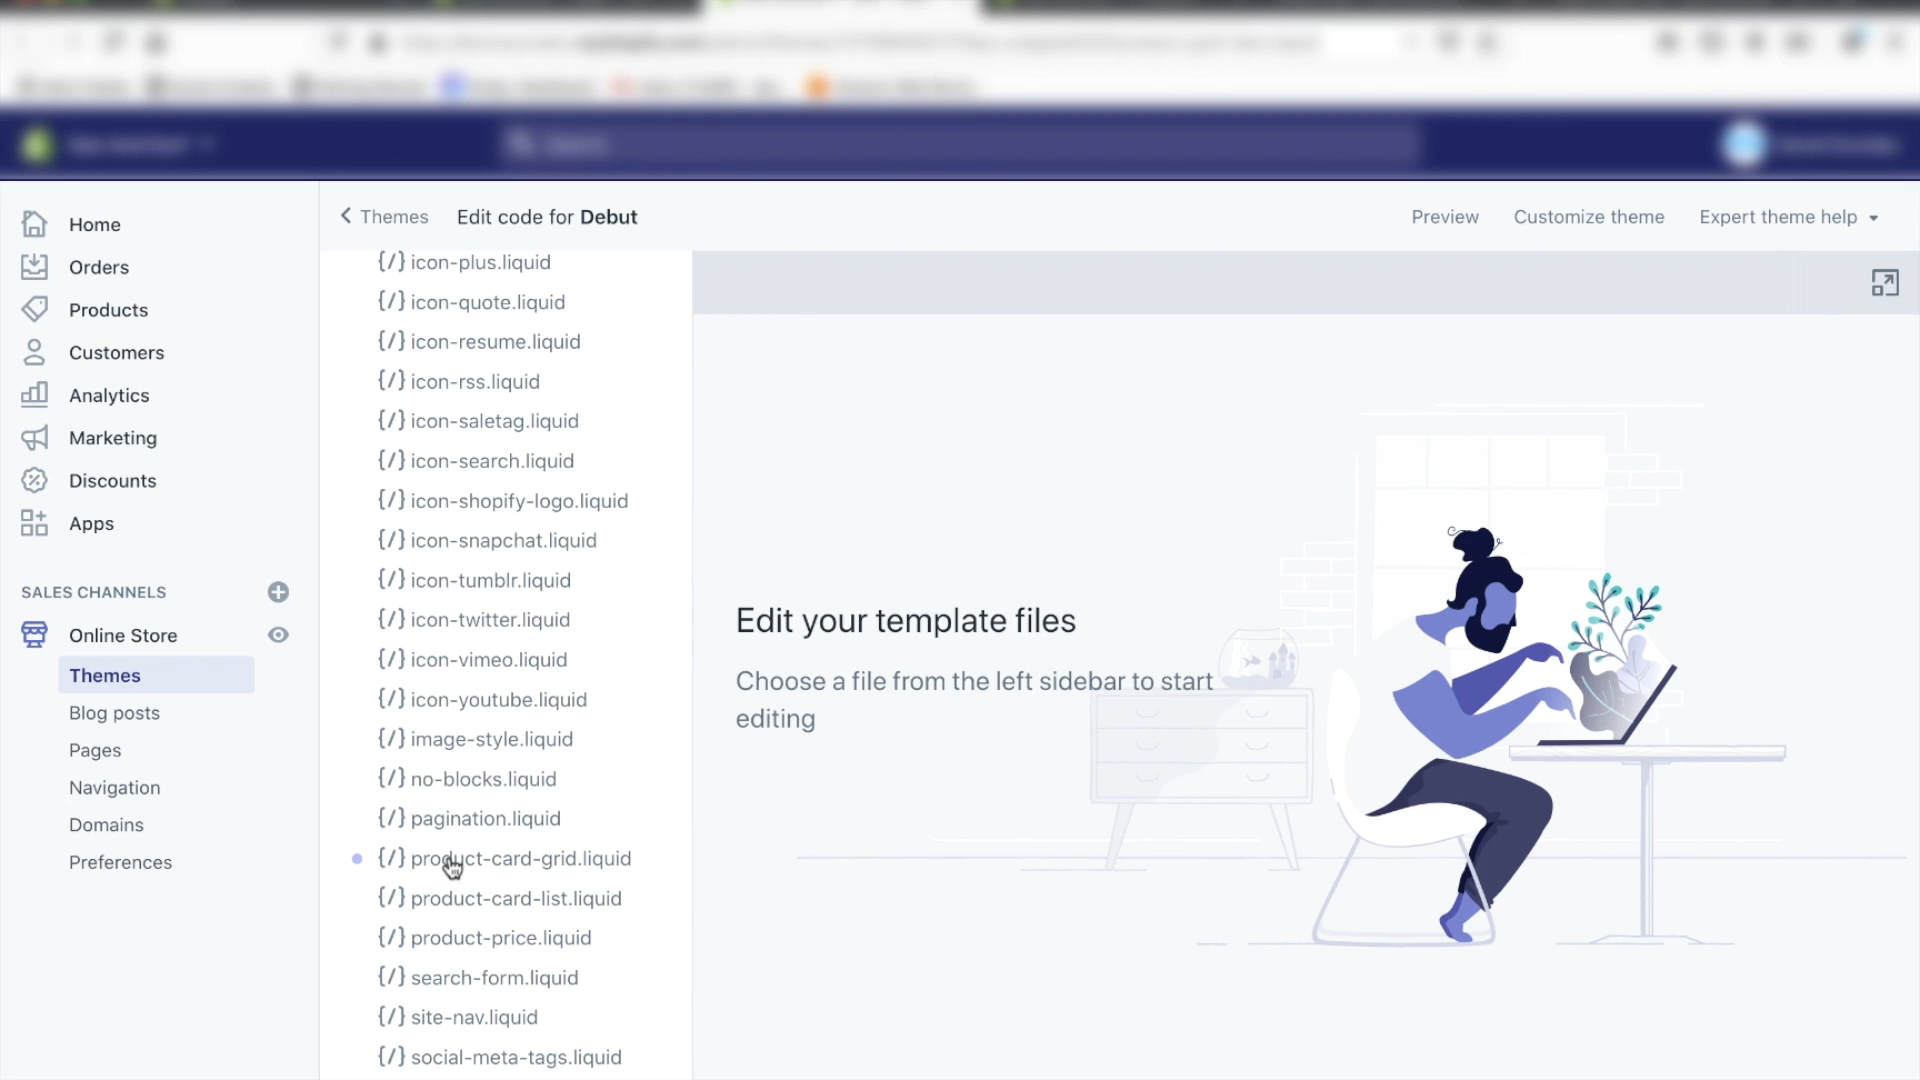 Home
Orders
Products
Customers
Analytics
Marketing
Discounts
Apps
SALES CHANNELS
Online Store
Themes
Blog posts
Pages
Navigation
Domains
Preferences
Themes Edit code for Debut
Preview Customize theme Expert theme help
{/} icon-plus.liquid
{/} icon-quote.liquid
{/} icon-resume.liquid
{/} icon-rss.liquid
{/} icon-saletag.liquid
{/} icon-search.liquid
{/} icon-shopify-logo.liquid
{/} icon-snapchat.liquid
{/} icon-tumblr.liquid
{/} icon-twitter.liquid
{/} icon-vimeo.liquid
{/} icon-youtube.liquid
{/} image-style.liquid
{/} no-blocks.liquid
{/} pagination.liquid
{/} product-card-grid.liquid
{/} product-card-list.liquid
{/} product-price.liquid
{/} search-form.liquid
{/} site-nav.liquid
{/} social-meta-tags.liquid
Edit your template files
Choose a file from the left sidebar to start
editing